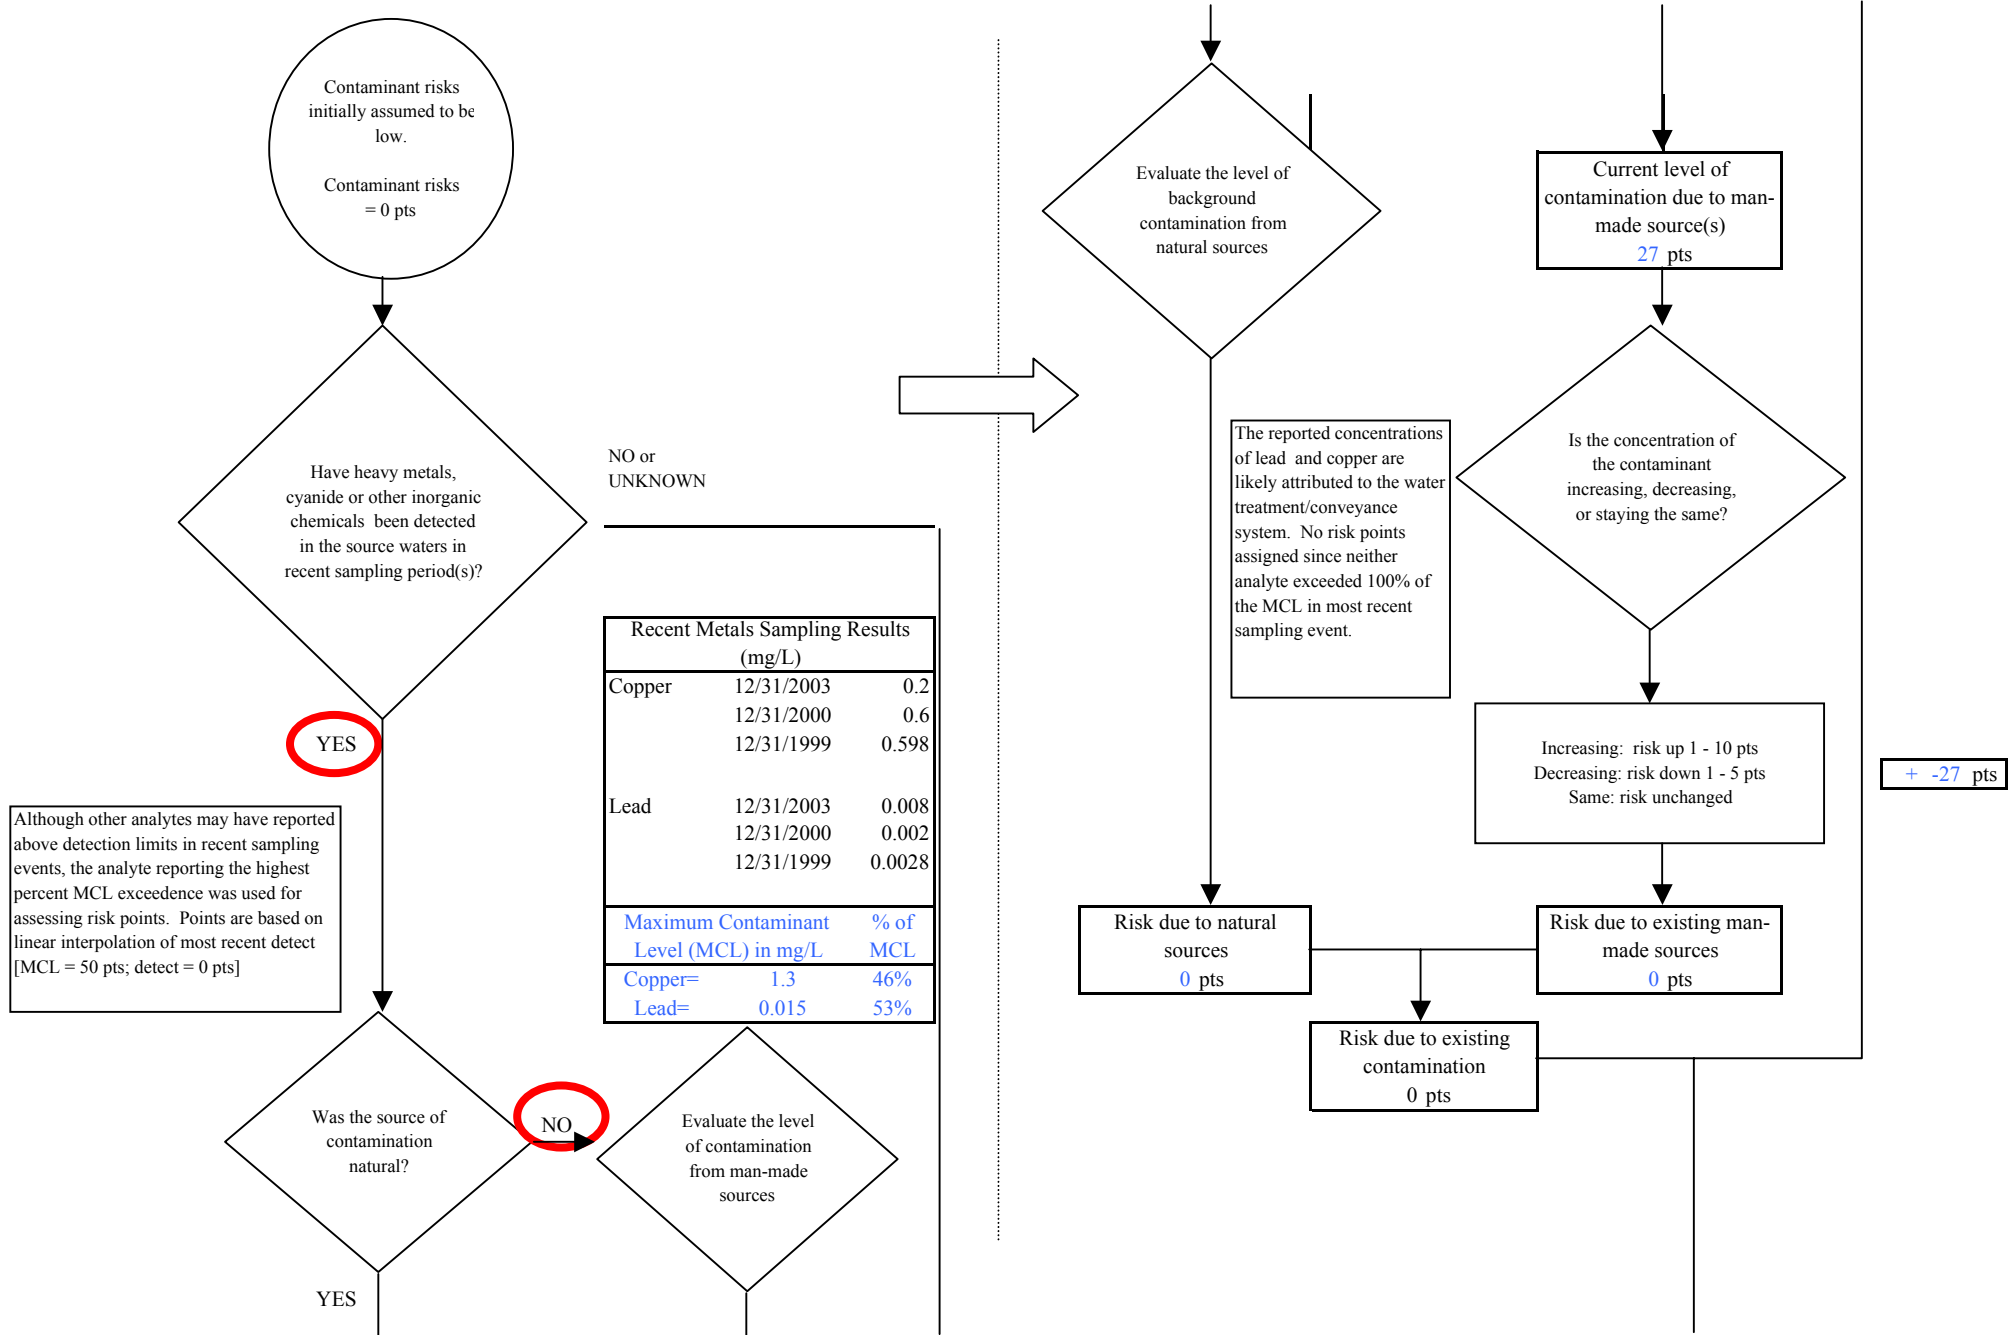 Contaminant risks
initially assumed to be
low.
Contaminant risks
= 0 pts
Have heavy metals,
cyanide or other inorganic
chemicals been detected
in the source waters in
recent sampling period(s)?
NO or
UNKNOWN
YES
Although other analytes may have reported
above detection limits in recent sampling
events, the analyte reporting the highest
percent MCL exceedence was used for
assessing risk points. Points are based on
linear interpolation of most recent detect
[MCL = 50 pts; detect = 0 pts]
Recent Metals Sampling Results
(mg/L)
Copper 12/31/2003 0.2
12/31/2000 0.6
12/31/1999 0.598
Lead 12/31/2003 0.008
12/31/2000 0.002
12/31/1999 0.0028
Maximum Contaminant % of
Level (MCL) in mg/L MCL
Copper= 1.3 46%
Lead= 0.015 53%
Was the source of
contamination
natural?
NO
Evaluate the level
of contamination
from man-made
sources
YES
Evaluate the level of
background
contamination from
natural sources
Current level of
contamination due to man-
made source(s)
27 pts
The reported concentrations
of lead and copper are
likely attributed to the water
treatment/conveyance
system. No risk points
assigned since neither
analyte exceeded 100% of
the MCL in most recent
sampling event.
Is the concentration of
the contaminant
increasing, decreasing,
or staying the same?
Increasing: risk up 1 - 10 pts
Decreasing: risk down 1 - 5 pts
Same: risk unchanged
+ -27 pts
Risk due to natural
sources
0 pts
Risk due to existing man-
made sources
0 pts
Risk due to existing
contamination
0 pts